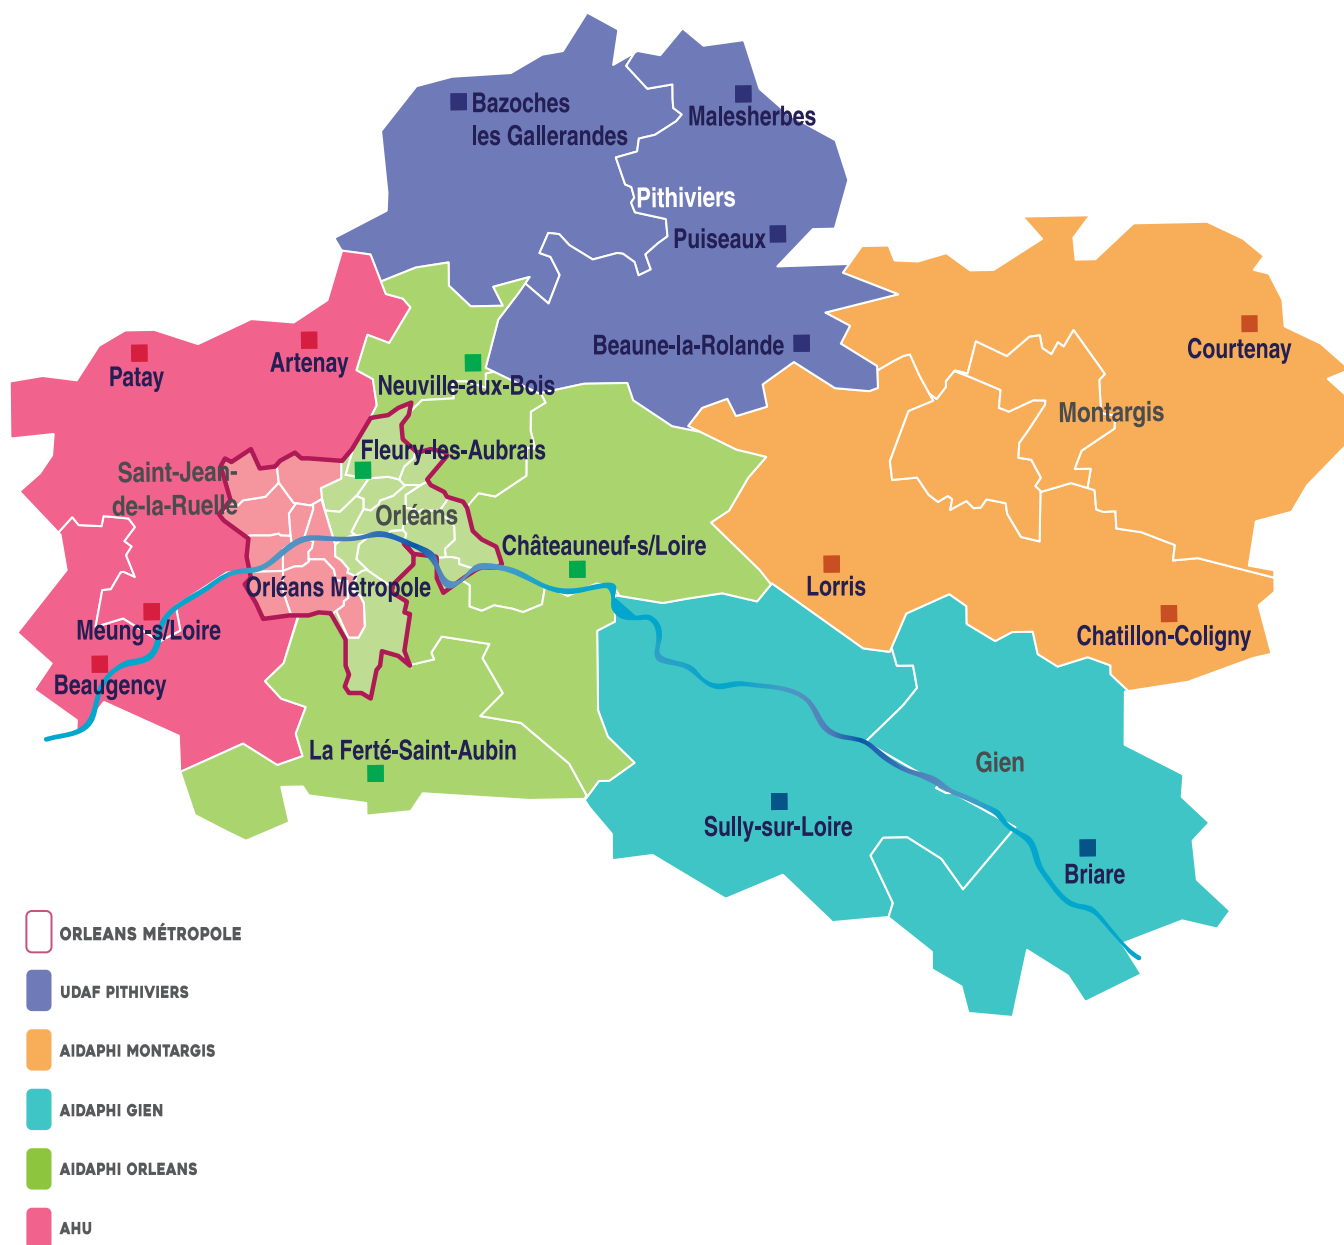 Bazoches
les Gallerandes
Malesherbes
Pithiviers
Puiseaux
Beaune-la-Rolande
Artenay
Patay
Neuville-aux-Bois
Courtenay
Montargis
Fleury-les-Aubrais
Saint-Jean-
de-la-Ruelle
Orléans
Châteauneuf-s/Loire
Orléans Métropole
Lorris
Meung-s/Loire
Chatillon-Coligny
Beaugency
La Ferté-Saint-Aubin
Gien
Sully-sur-Loire
Briare
ORLEANS MÉTROPOLE
UDAF PITHIVIERS
AIDAPHI MONTARGIS
AIDAPHI GIEN
AIDAPHI ORLEANS
AHU